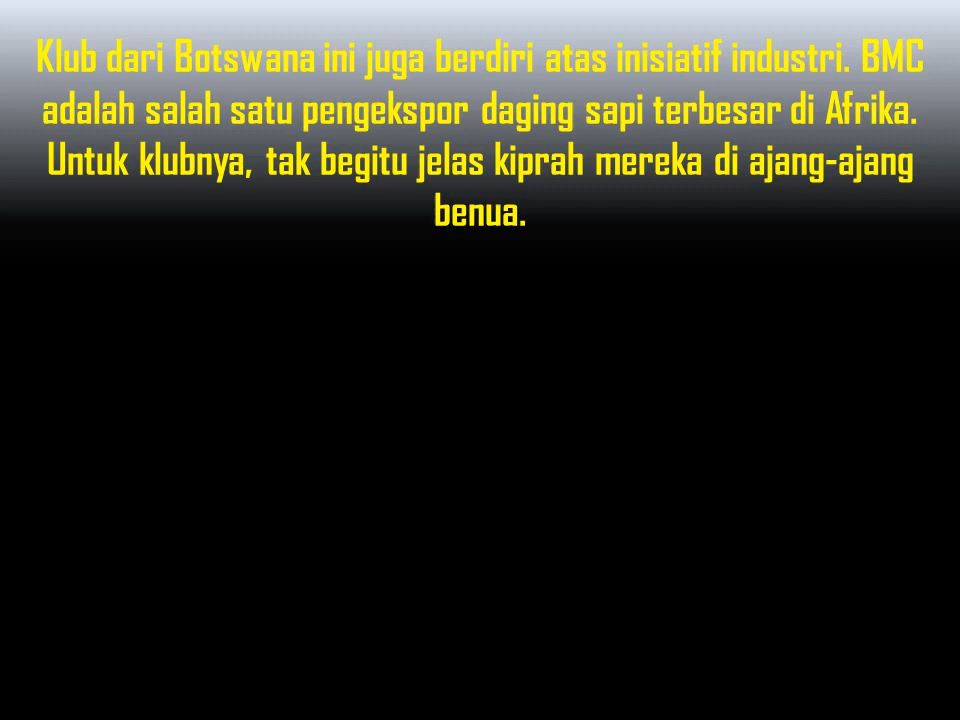 Klub dari Botswana ini juga berdiri atas inisiatif industri. BMC
adalah salah satu pengekspor daging sapi terbesar di Afrika.
Untuk klubnya, tak begitu jelas kiprah mereka di ajang-ajang
benua.